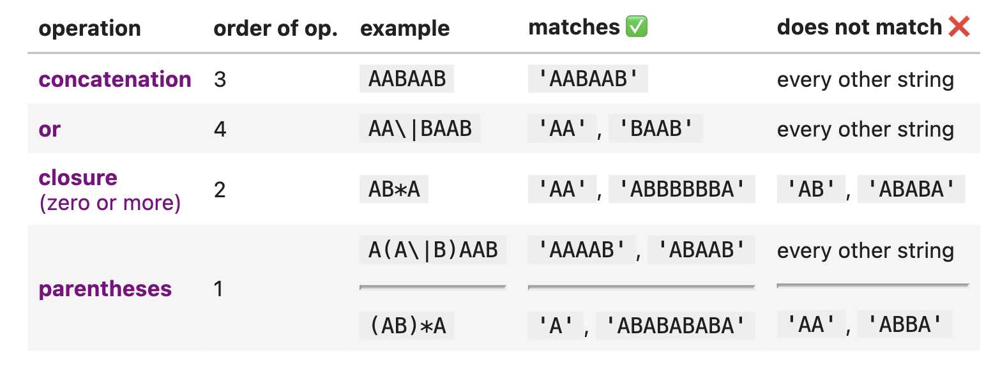 operation order of op. example matches ✅ does not match ❌
concatenation 3 AABAAB 'AABAAB' every other string
or 4 AA\|BAAB 'AA' , 'BAAB' every other string
closure
(zero or more) 2 AB*A 'AA' , 'ABBBBBBA' 'AB' , 'ABABA'
A(A\|B)AAB 'AAAAB' , 'ABAAB' every other string
parentheses 1
(AB)*A 'A' , 'ABABABABA' 'AA' , 'ABBA'